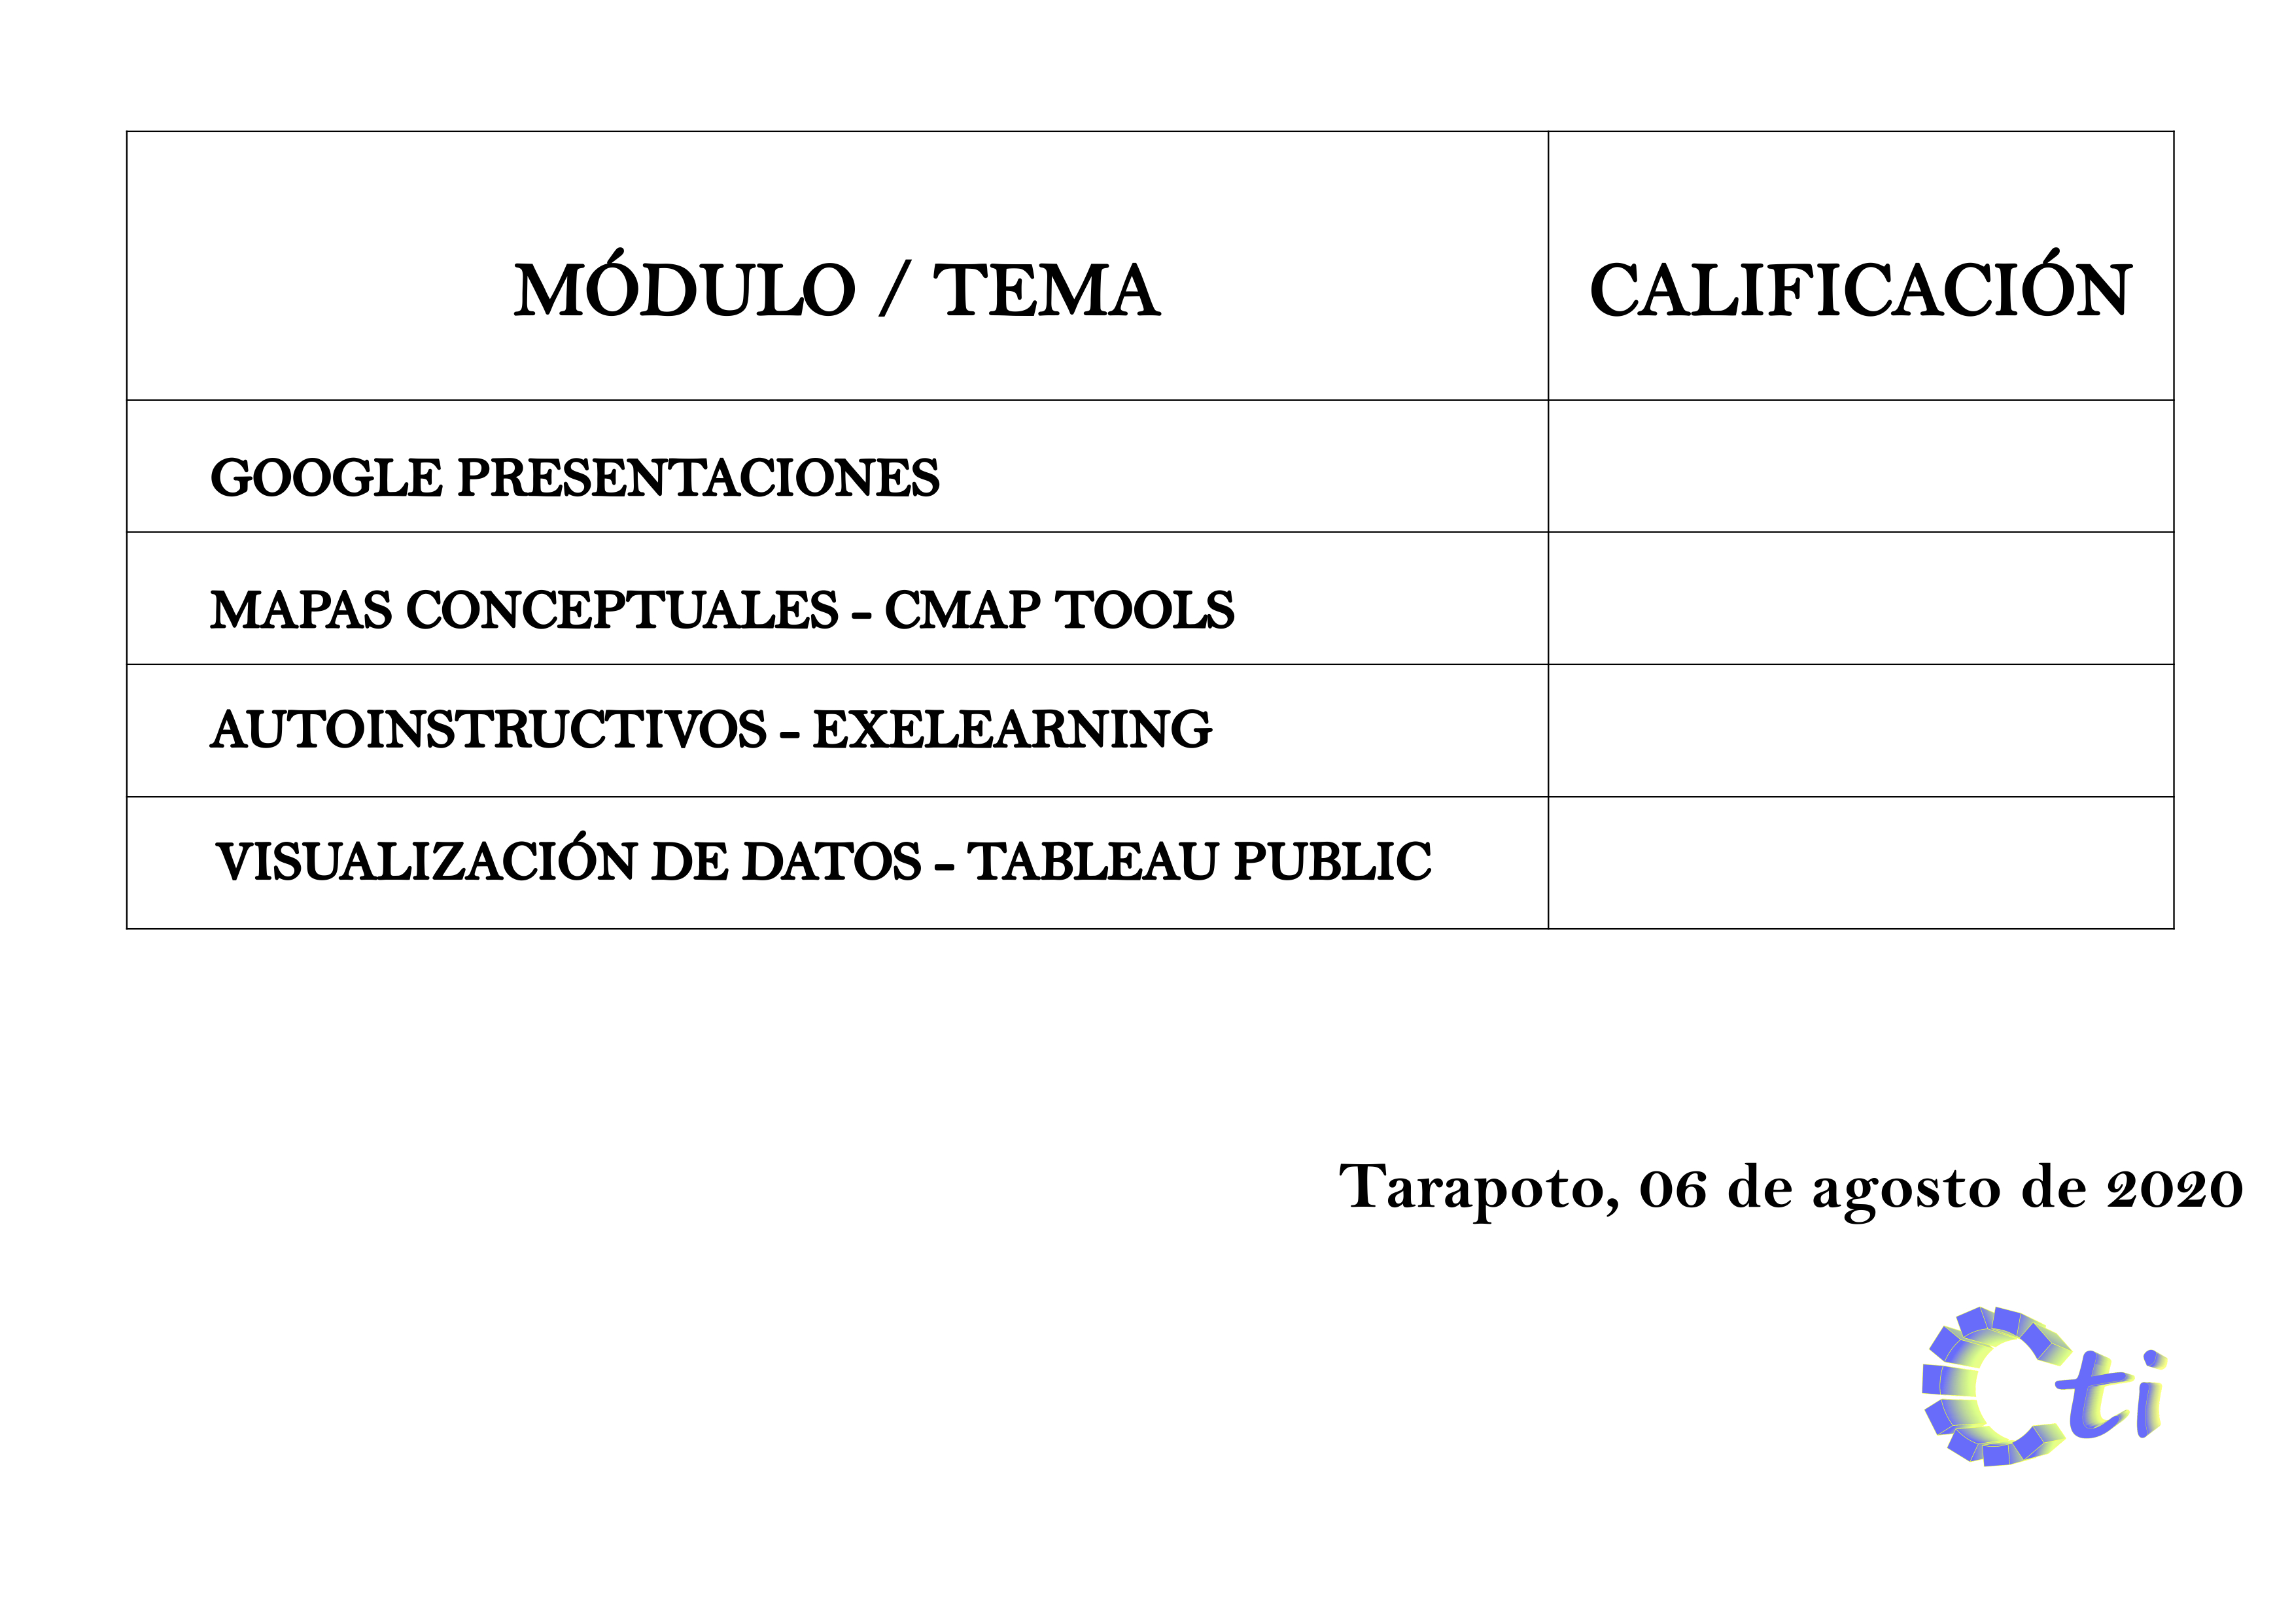 MÓDULO / TEMA
CALIFICACIÓN
GOOGLE PRESENTACIONES
MAPAS CONCEPTUALES – CMAP TOOLS
AUTOINSTRUCTIVOS – EXELEARNING
VISUALIZACIÓN DE DATOS – TABLEAU PUBLIC
Tarapoto, 06 de agosto de 2020
Cti